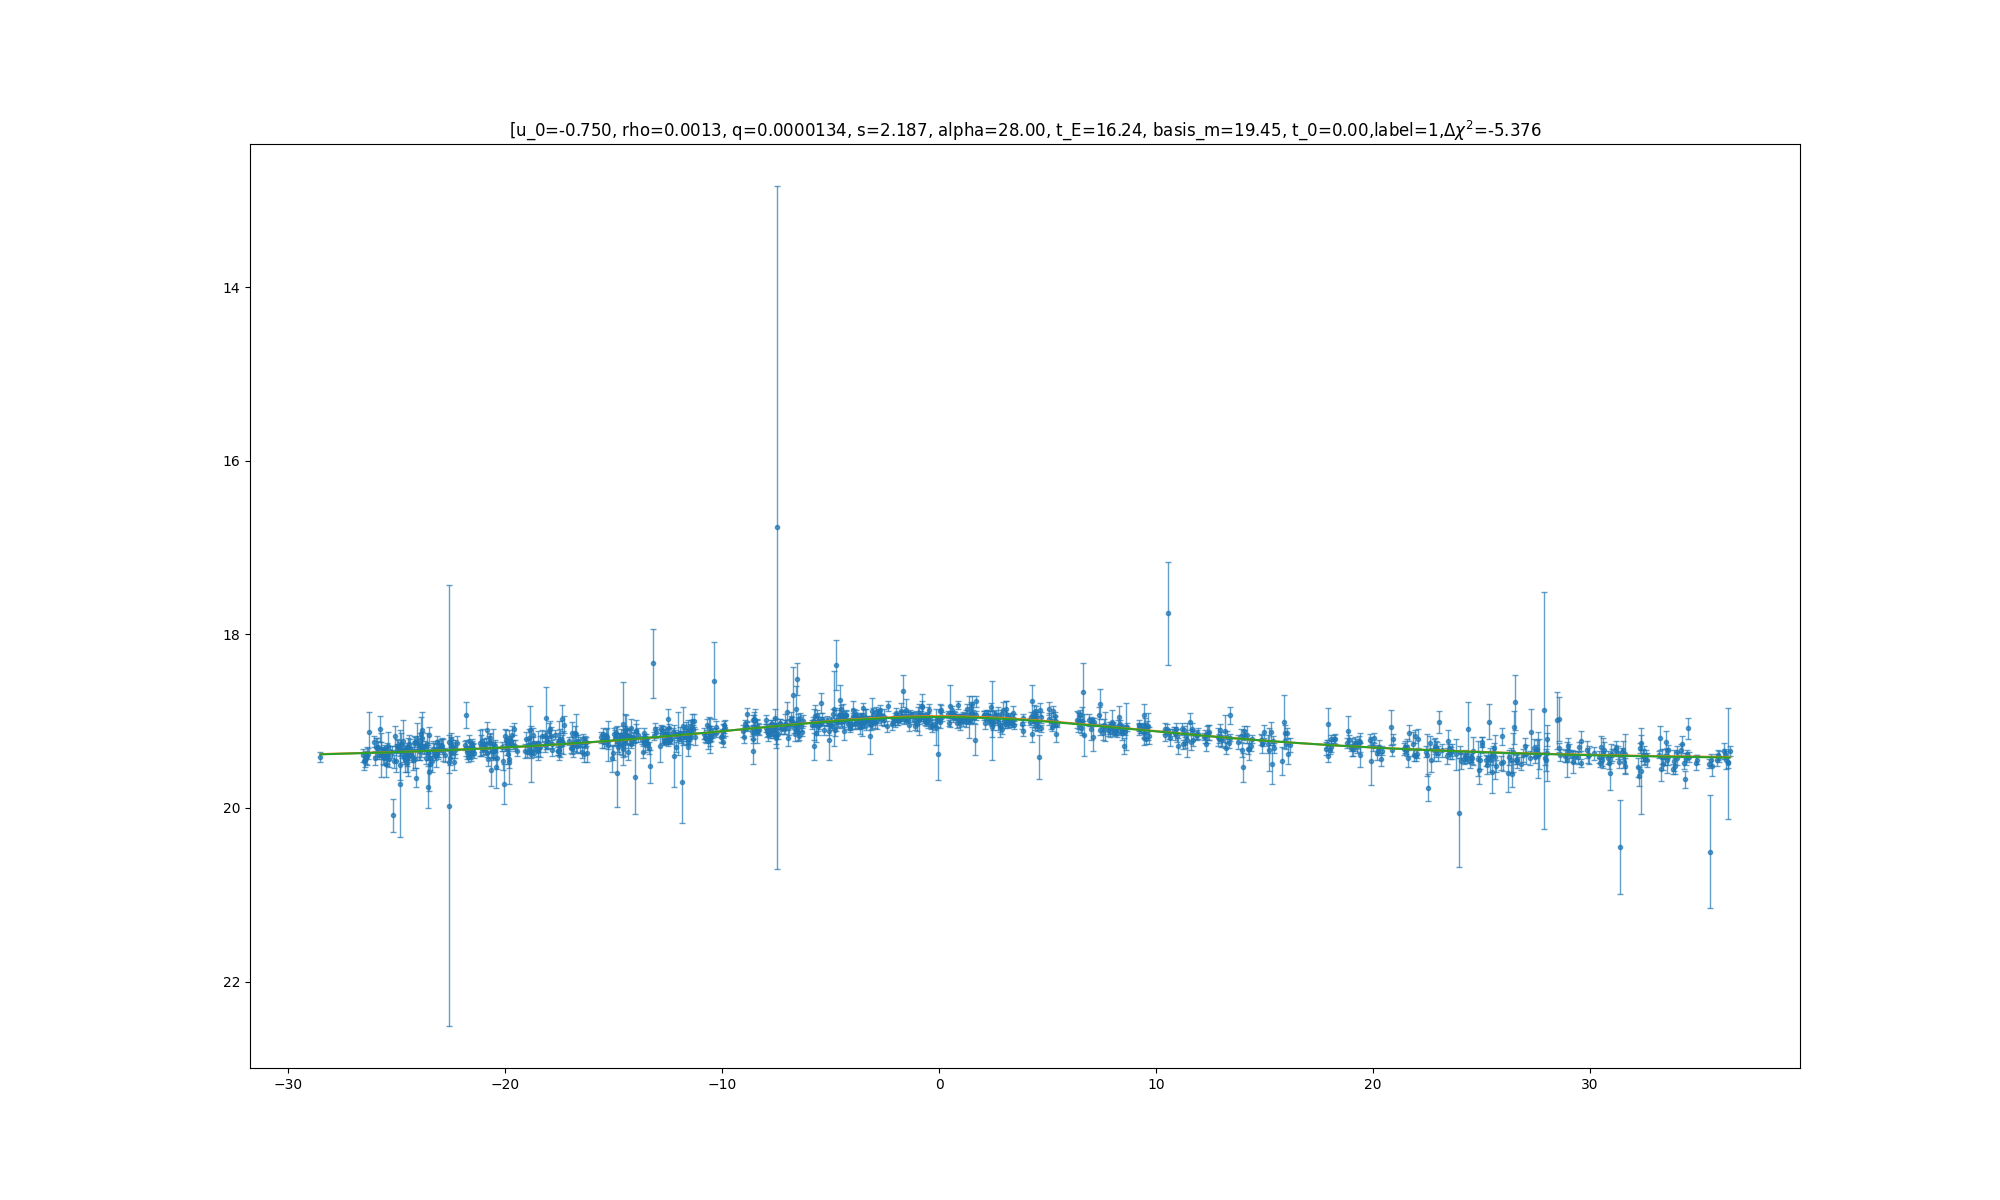 [u_0=-0.750, rho=0.0013, q=0.0000134, s=2.187, alpha=28.00, t_E=16.24, basis_m=19.45, t_0=0.00,label=1,Δχ²=-5.376
14
16
18
20
22
−30 −20 −10 0 10 20 30